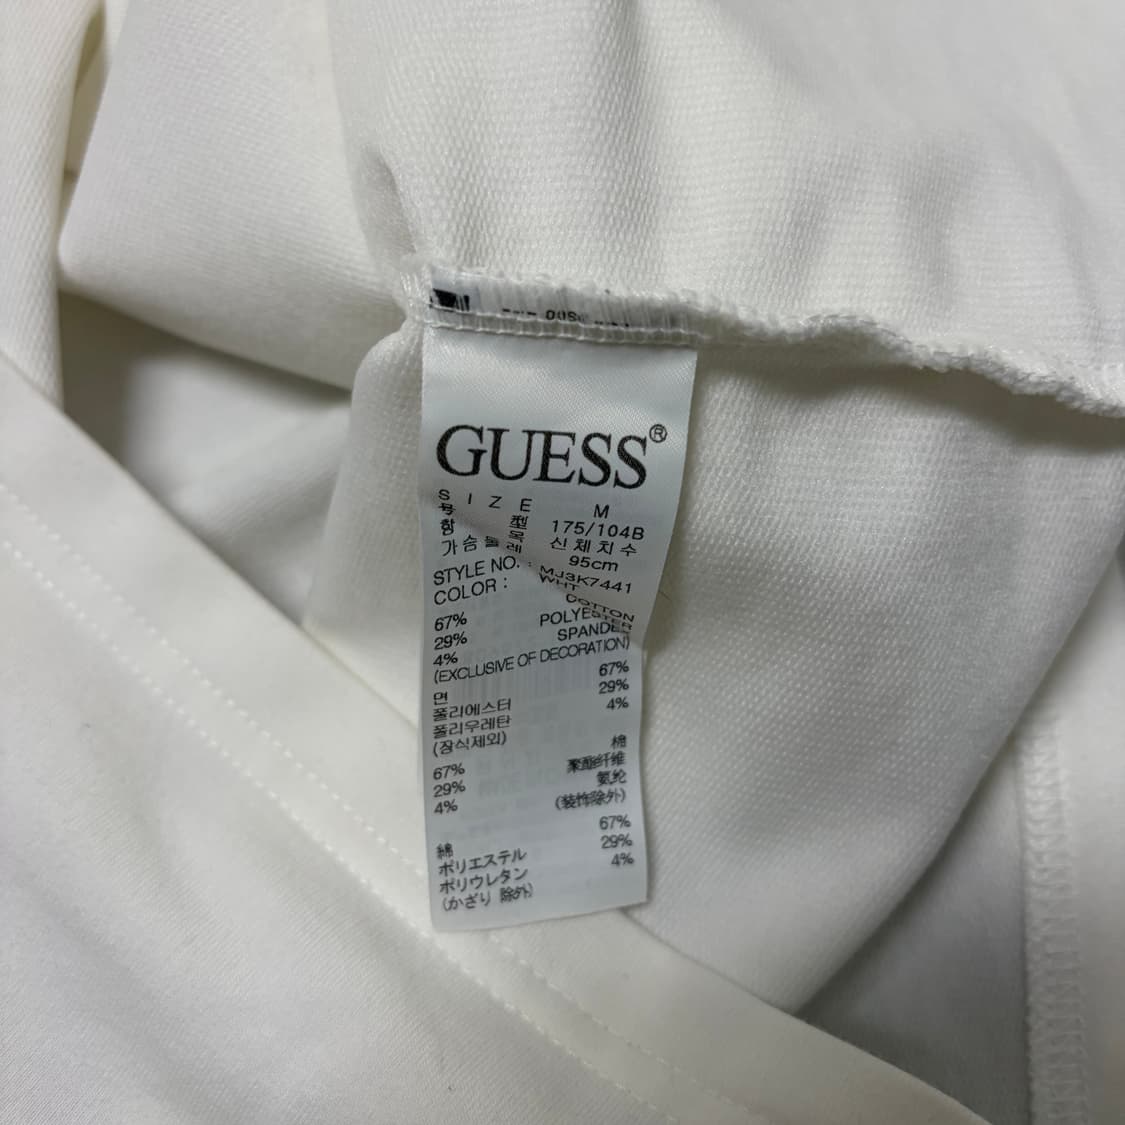 GUESS®
SIZE M
号 型 175/104B
항 목 신체치수
가슴둘레 95cm
STYLE NO. : MJ3K7441
COLOR : WHT
67% COTTON
29% POLYESTER
4% SPANDEX
(EXCLUSIVE OF DECORATION)
면 67%
폴리에스터 29%
폴리우레탄 4%
(장식제외)
67% 棉
29% 聚酯纤维
4% 氨纶
(装饰除外)
綿 67%
ポリエステル 29%
ポリウレタン 4%
(かざり 除外)